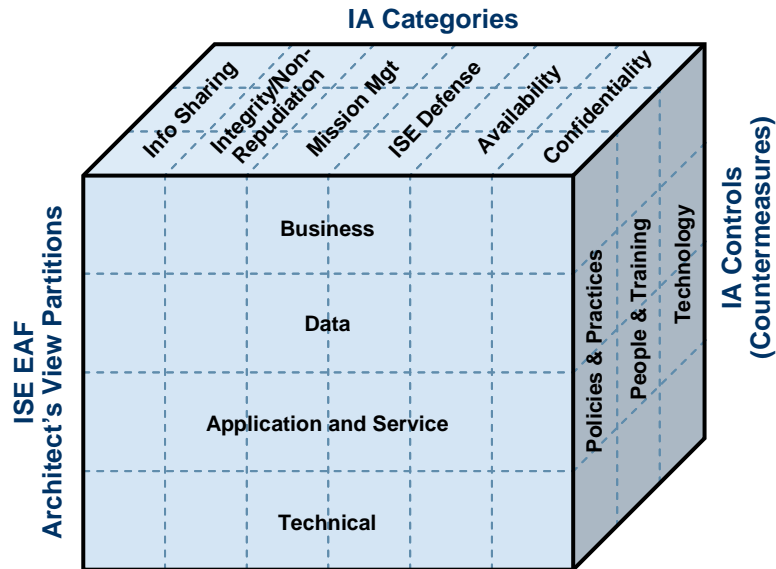 IA Categories
Info Sharing
Integrity/Non-
Repudiation
Mission Mgt
ISE Defense
Availability
Confidentiality
ISE EAF
Architect's View Partitions
Business
Data
Application and Service
Technical
Policies & Practices
People & Training
Technology
IA Controls
(Countermeasures)